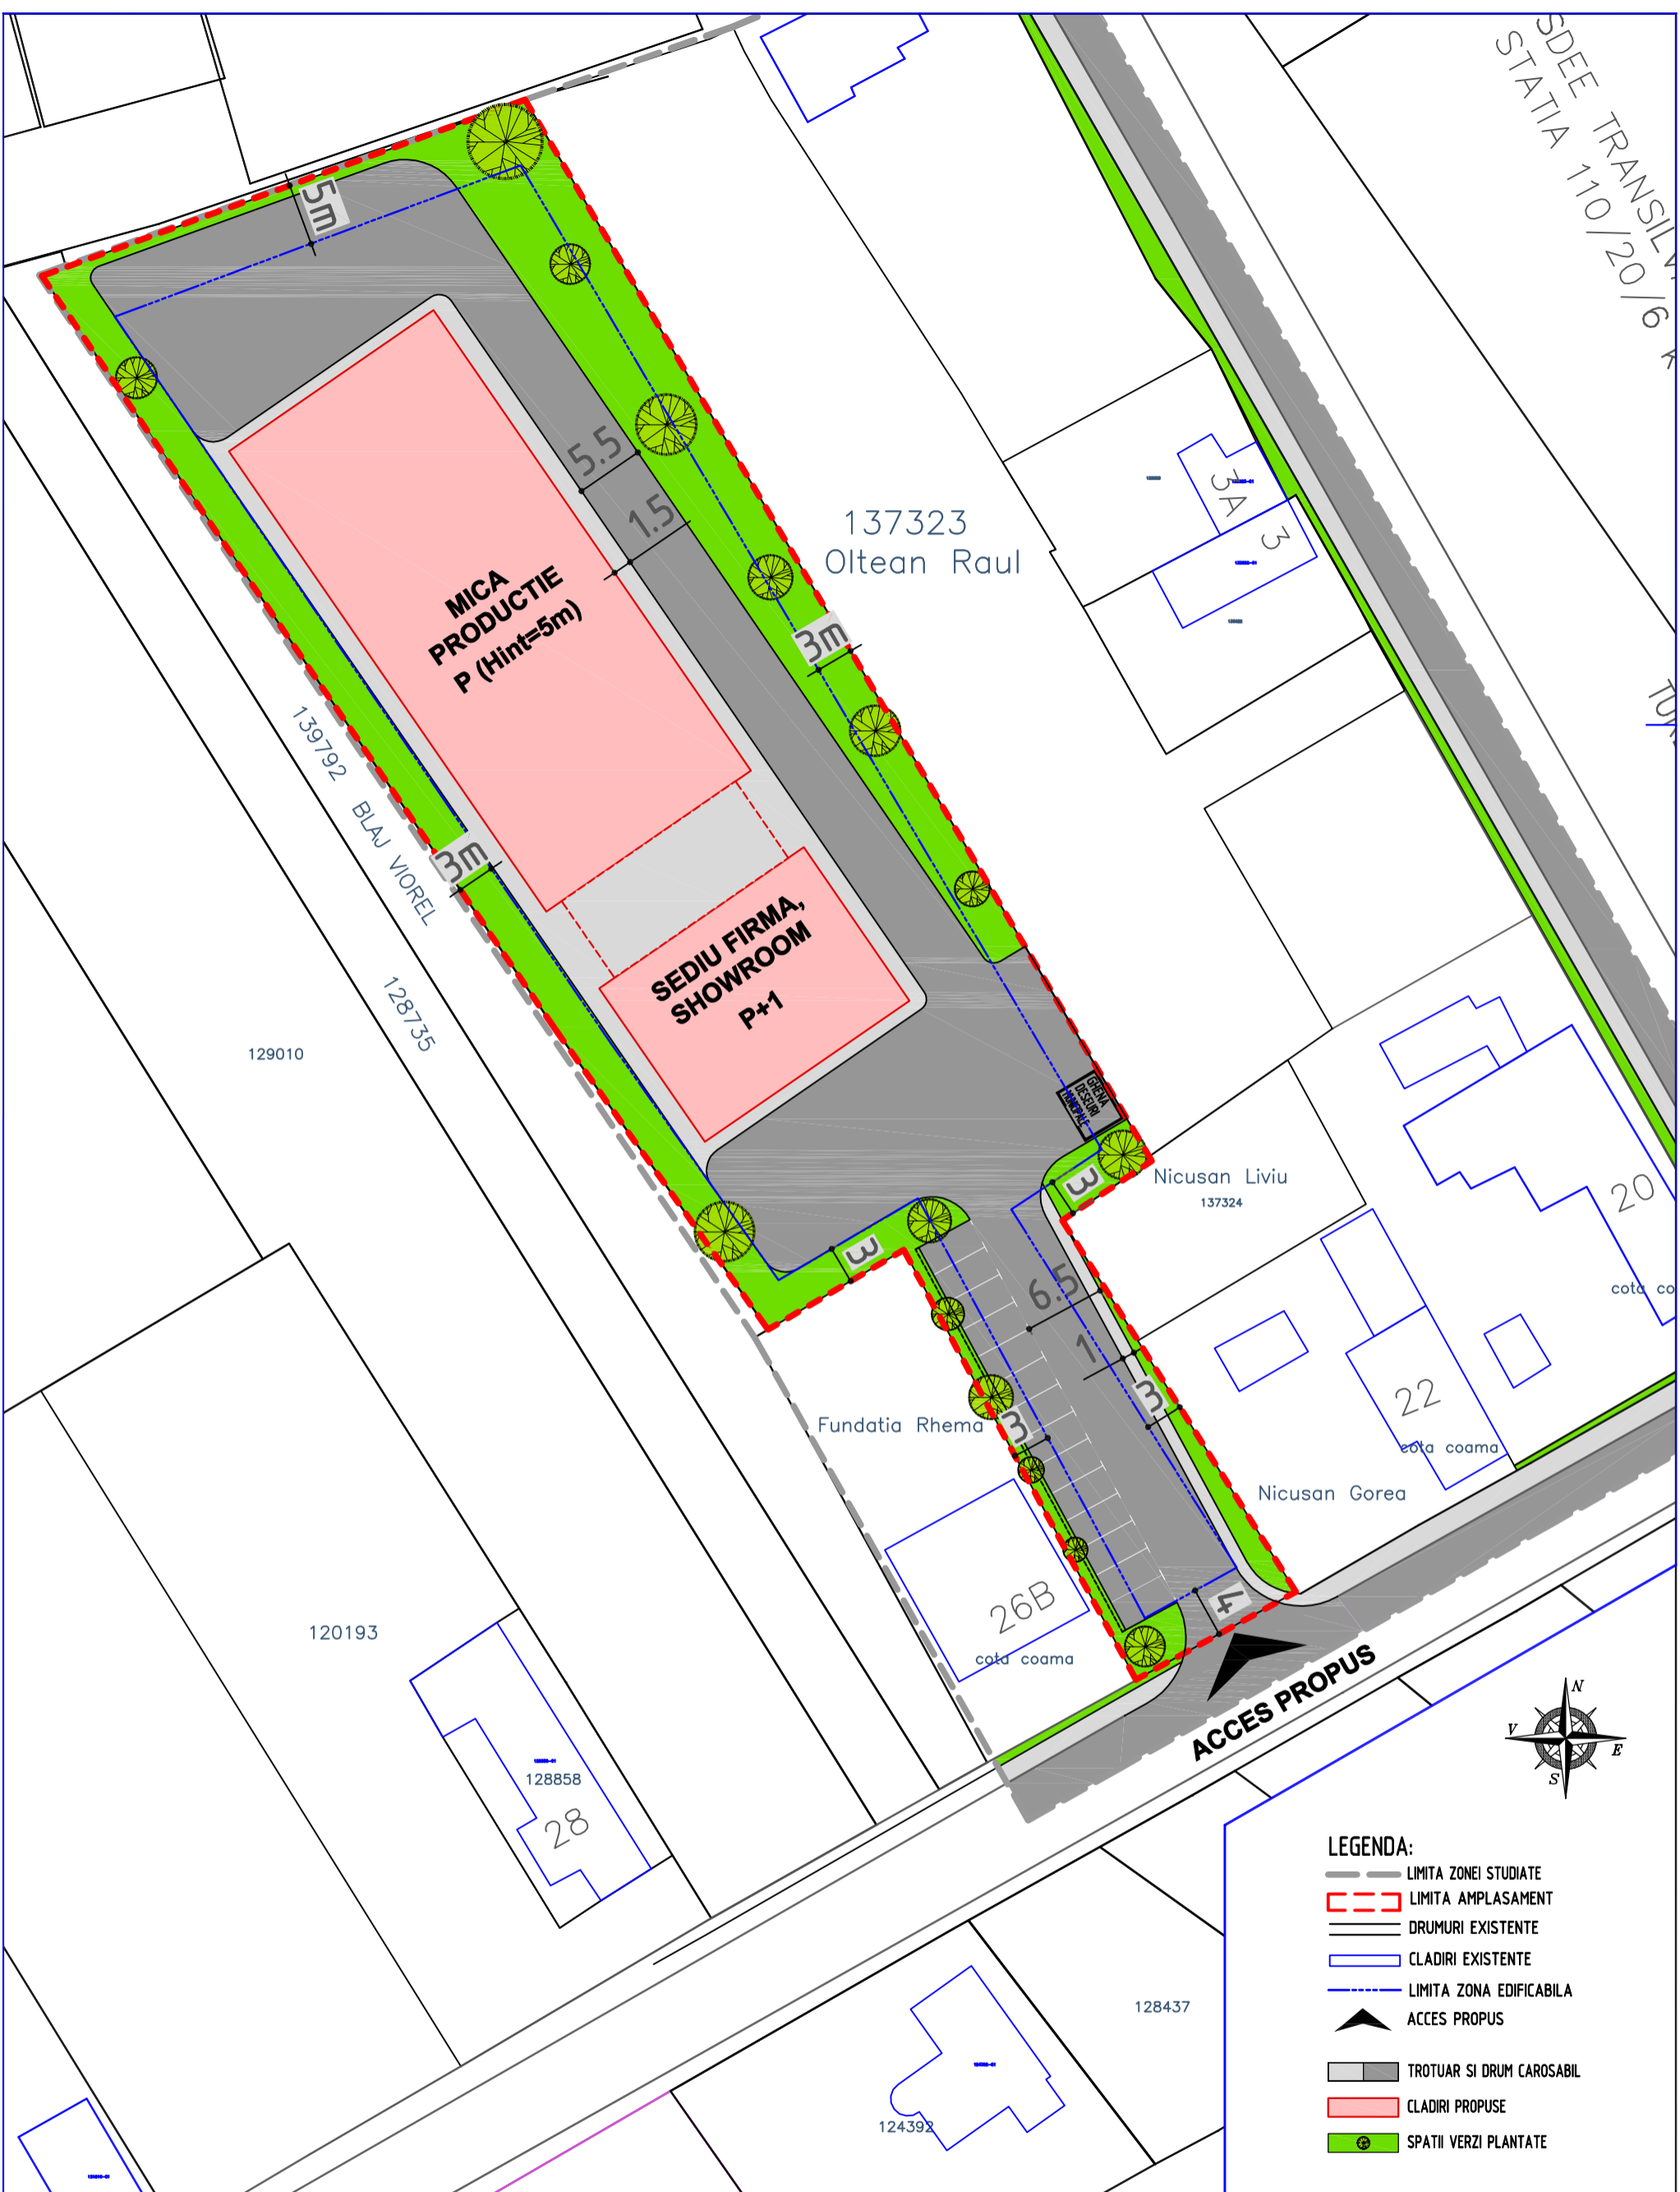 SDEE TRANSILV
STATIA 110/20/6 K
5m
5.5
1.5
137323
Oltean Raul
3A
3
MICA
PRODUCTIE
P (Hint=5m)
3m
139792 BLAJ VIOREL
3m
128735
129010
SEDIU FIRMA,
SHOWROOM
P+1
GHENA
DESEURI
MENAJALE
Nicusan Liviu
137324
20
cota co
3
3
6.5
1
3
3
22
cota coama
Fundatia Rhema
Nicusan Gorea
26B
cota coama
4
ACCES PROPUS
120193
128858
28
N
V
E
S
128437
124392
LEGENDA:
LIMITA ZONEI STUDIATE
LIMITA AMPLASAMENT
DRUMURI EXISTENTE
CLADIRI EXISTENTE
LIMITA ZONA EDIFICABILA
ACCES PROPUS
TROTUAR SI DRUM CAROSABIL
CLADIRI PROPUSE
SPATII VERZI PLANTATE